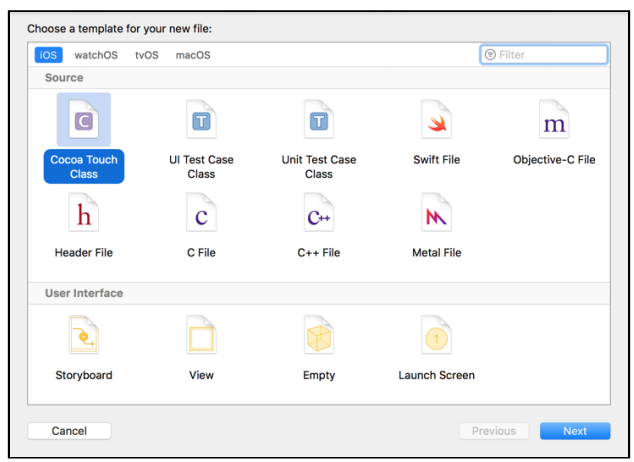 Choose a template for your new file:
iOS watchOS tvOS macOS Filter
Source
C T T m
Cocoa Touch Class
UI Test Case Class
Unit Test Case Class
Swift File
Objective-C File
h c C++
Header File
C File
C++ File
Metal File
User Interface
1
Storyboard
View
Empty
Launch Screen
Cancel Previous Next